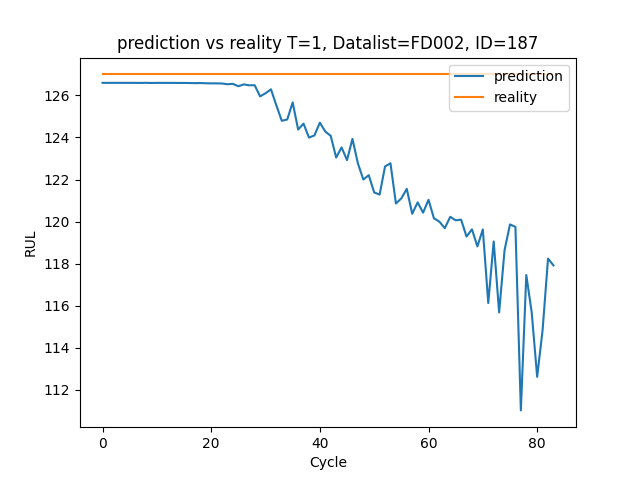 prediction vs reality T=1, Datalist=FD002, ID=187
prediction
reality
RUL
126
124
122
120
118
116
114
112
0 20 40 60 80
Cycle